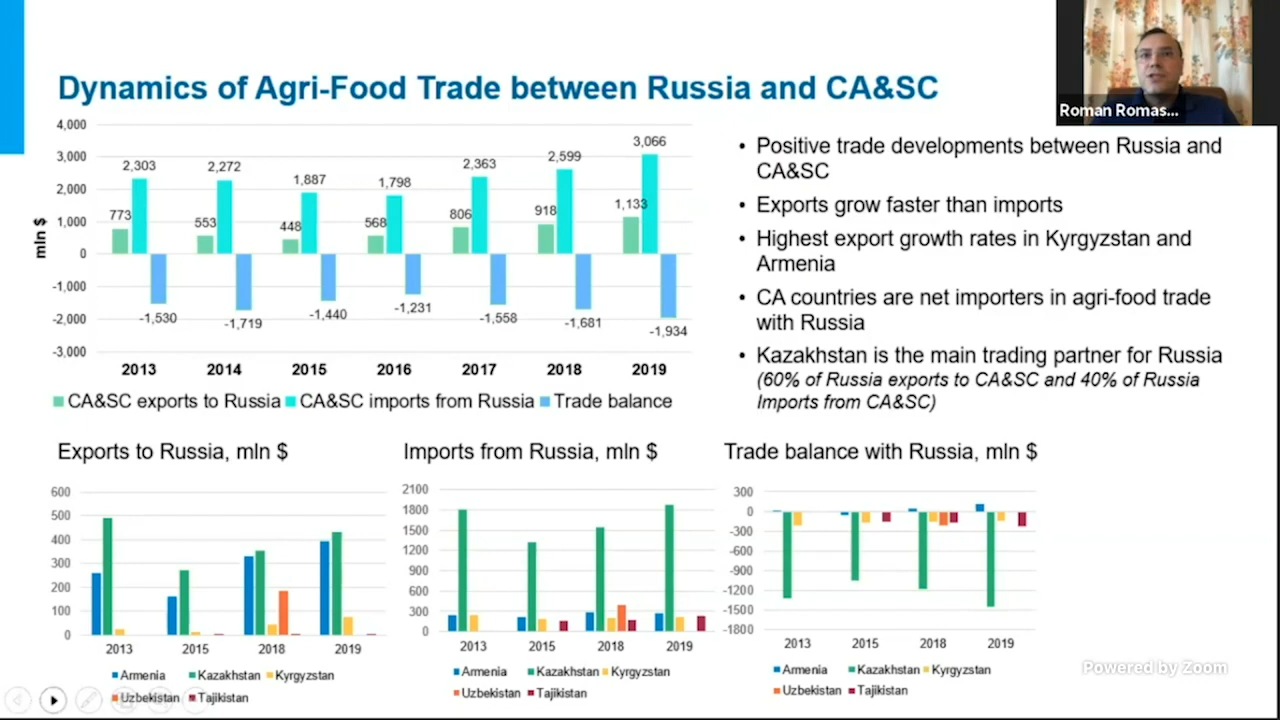 Dynamics of Agri-Food Trade between Russia and CA&SC
Roman Romas...
4,000
3,000
2,000
1,000
0
-1,000
-2,000
-3,000
mln $
773
2,303
-1,530
553
2,272
-1,719
448
1,887
-1,440
568
1,798
-1,231
806
2,363
-1,558
918
2,599
-1,681
1,133
3,066
-1,934
2013 2014 2015 2016 2017 2018 2019
CA&SC exports to Russia CA&SC imports from Russia Trade balance
• Positive trade developments between Russia and
CA&SC
• Exports grow faster than imports
• Highest export growth rates in Kyrgyzstan and
Armenia
• CA countries are net importers in agri-food trade
with Russia
• Kazakhstan is the main trading partner for Russia
(60% of Russia exports to CA&SC and 40% of Russia
Imports from CA&SC)
Exports to Russia, mln $
600
500
400
300
200
100
0
2013 2015 2018 2019
Armenia Kazakhstan Kyrgyzstan
Uzbekistan Tajikistan
Imports from Russia, mln $
2100
1800
1500
1200
900
600
300
0
2013 2015 2018 2019
Armenia Kazakhstan Kyrgyzstan
Uzbekistan Tajikistan
Trade balance with Russia, mln $
300
0
-300
-600
-900
-1200
-1500
-1800
2013 2015 2018 2019
Armenia Kazakhstan Kyrgyzstan
Uzbekistan Tajikistan
Powered by Zoom